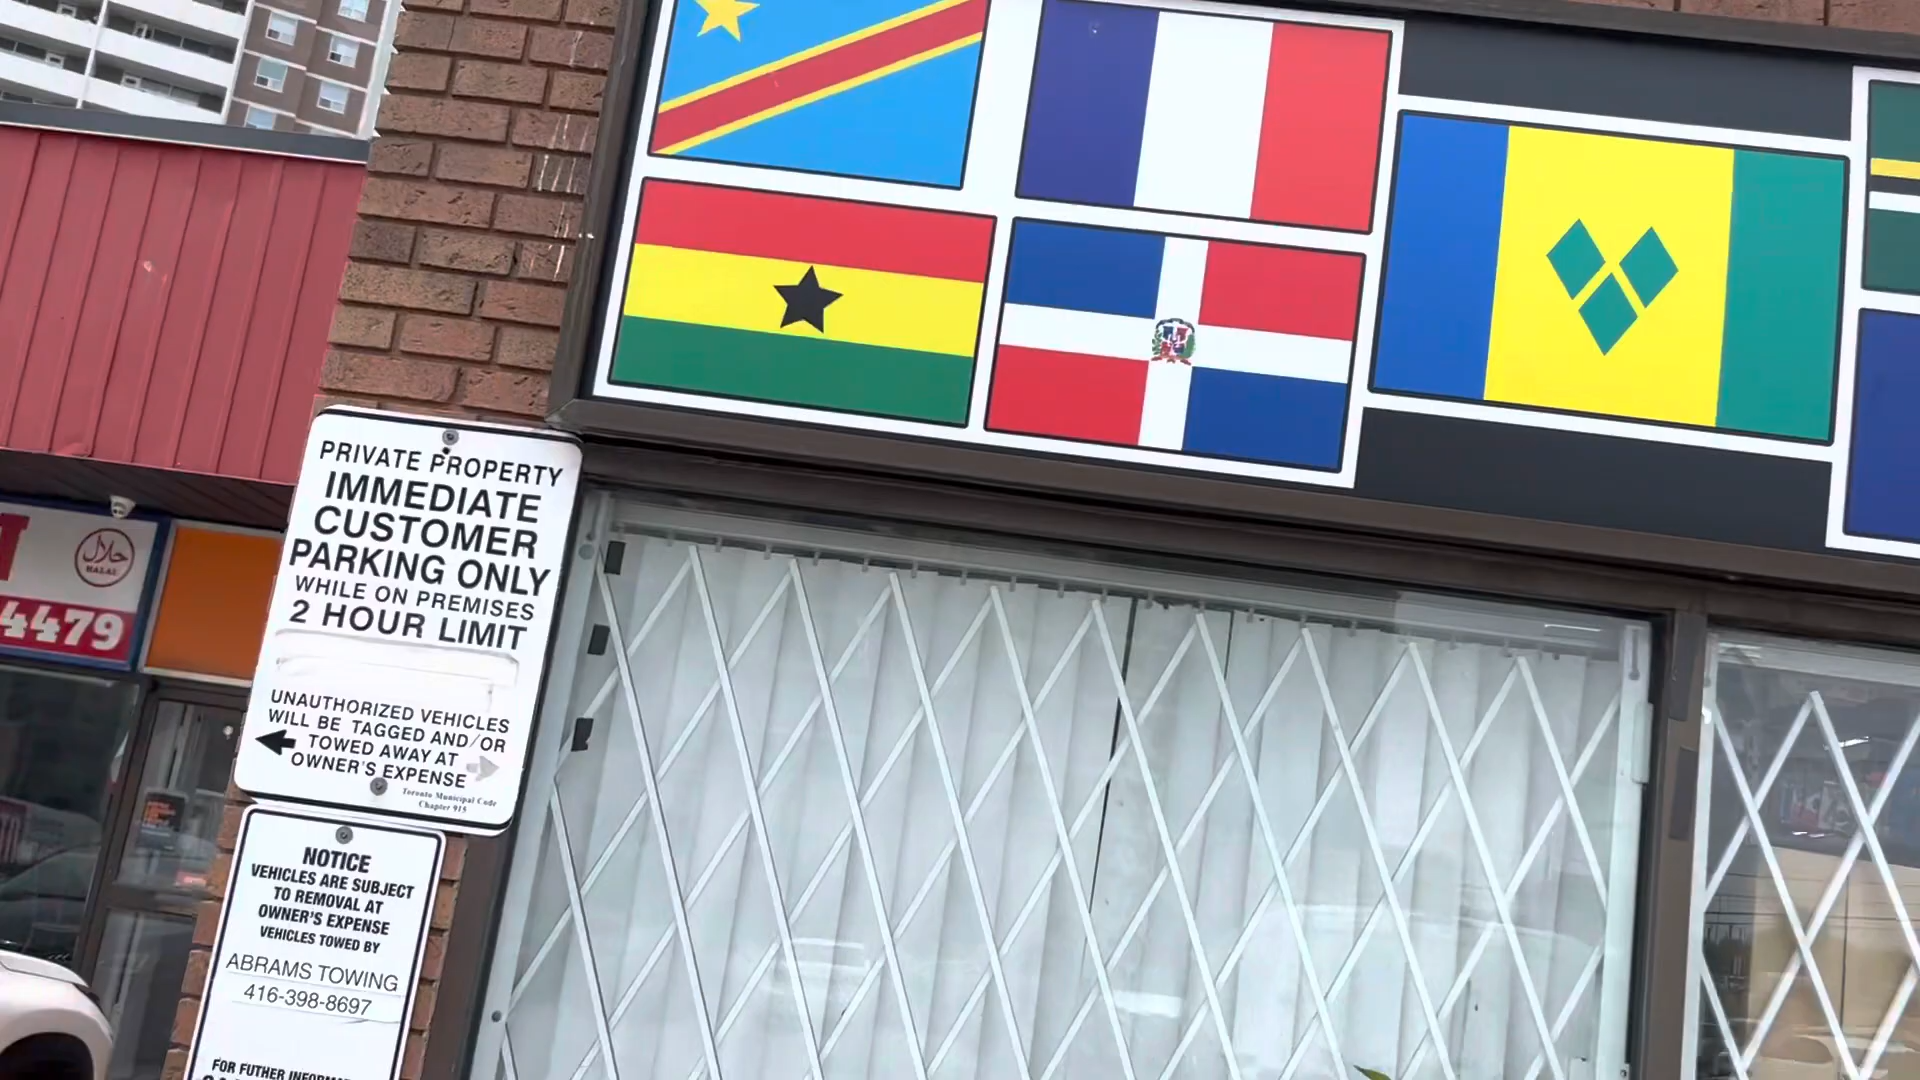 PRIVATE PROPERTY
IMMEDIATE
CUSTOMER
PARKING ONLY
WHILE ON PREMISES
2 HOUR LIMIT
UNAUTHORIZED VEHICLES
WILL BE TAGGED AND/OR
TOWED AWAY AT
OWNER'S EXPENSE
Toronto Municipal Code
Chapter 915
NOTICE
VEHICLES ARE SUBJECT
TO REMOVAL AT
OWNER'S EXPENSE
VEHICLES TOWED BY
ABRAMS TOWING
416-398-8697
FOR FUTHER
حلال
HALAL
4479